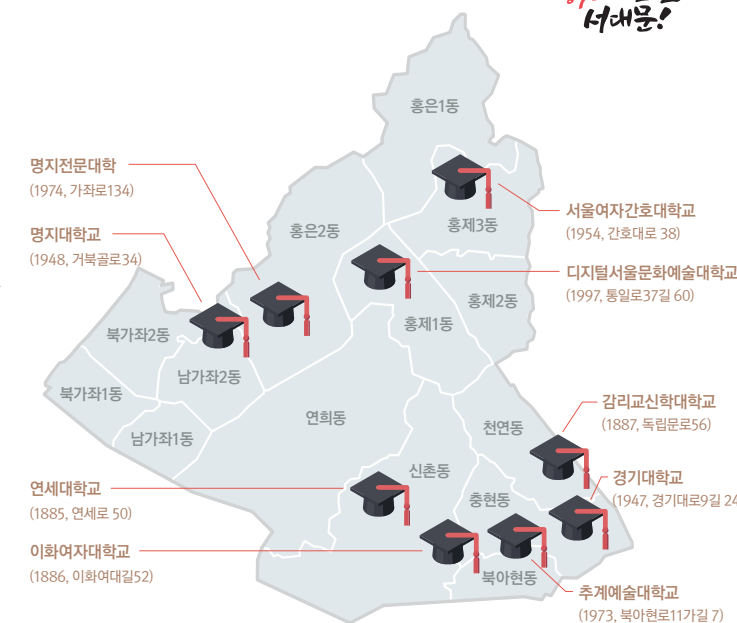 서대문!
홍은1동
명지전문대학
(1974, 가좌로134)
서울여자간호대학교
(1954, 간호대로 38)
홍은2동
홍제3동
명지대학교
(1948, 거북골로34)
디지털서울문화예술대학교
(1997, 통일로37길 60)
홍제2동
홍제1동
북가좌2동
남가좌2동
북가좌1동
남가좌1동
연희동
천연동
감리교신학대학교
(1887, 독립문로56)
신촌동
충현동
경기대학교
(1947, 경기대로9길 24
연세대학교
(1885, 연세로 50)
이화여자대학교
(1886, 이화여대길52)
북아현동
추계예술대학교
(1973, 북아현로11가길 7)